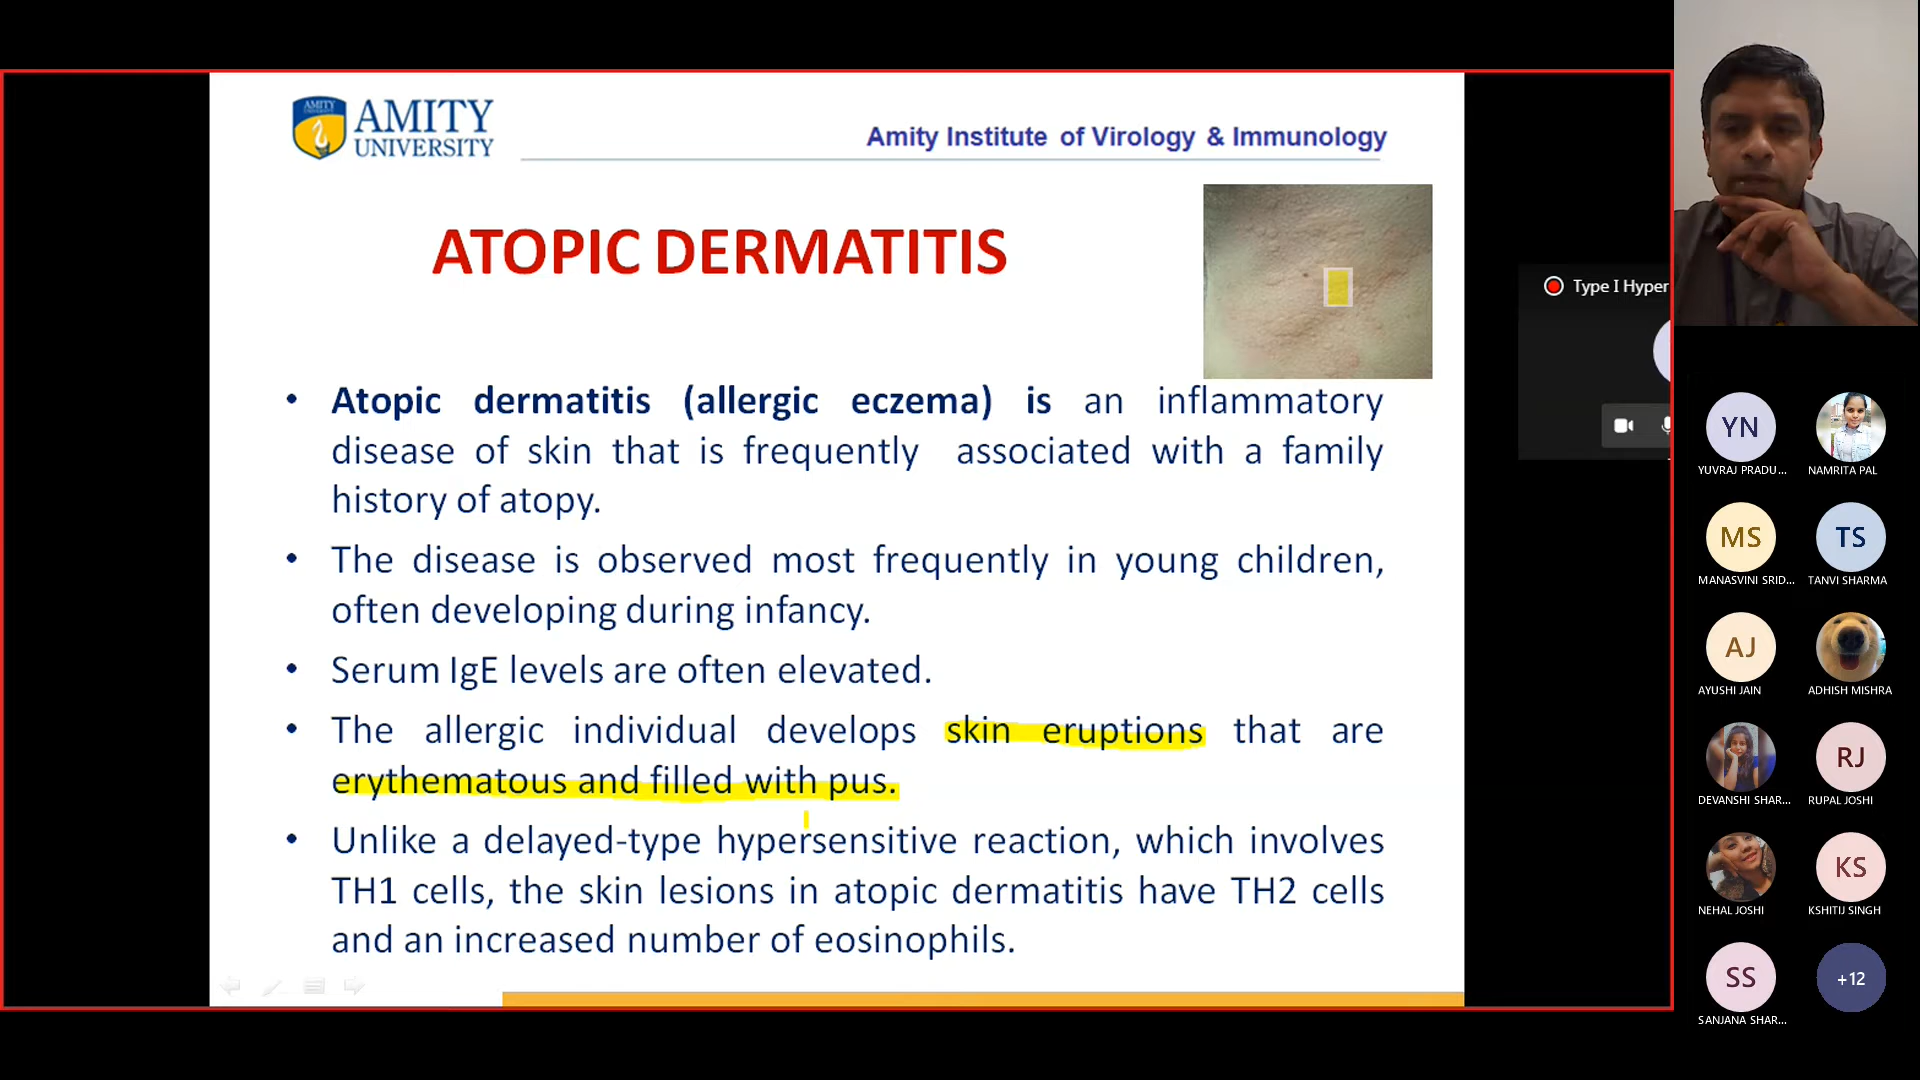 AMITY
AMITY
UNIVERSITY
Amity Institute of Virology & Immunology
ATOPIC DERMATITIS
• Atopic dermatitis (allergic eczema) is an inflammatory
disease of skin that is frequently associated with a family
history of atopy.
• The disease is observed most frequently in young children,
often developing during infancy.
• Serum IgE levels are often elevated.
• The allergic individual develops skin eruptions that are
erythematous and filled with pus.
• Unlike a delayed-type hypersensitive reaction, which involves
TH1 cells, the skin lesions in atopic dermatitis have TH2 cells
and an increased number of eosinophils.
Type I Hyper
YN
YUVRAJ PRADU...
NAMRITA PAL
MS
MANASVINI SRID...
TS
TANVI SHARMA
AJ
AYUSHI JAIN
ADHISH MISHRA
DEVANSHI SHAR...
RJ
RUPAL JOSHI
NEHAL JOSHI
KS
KSHITIJ SINGH
SS
SANJANA SHAR...
+12